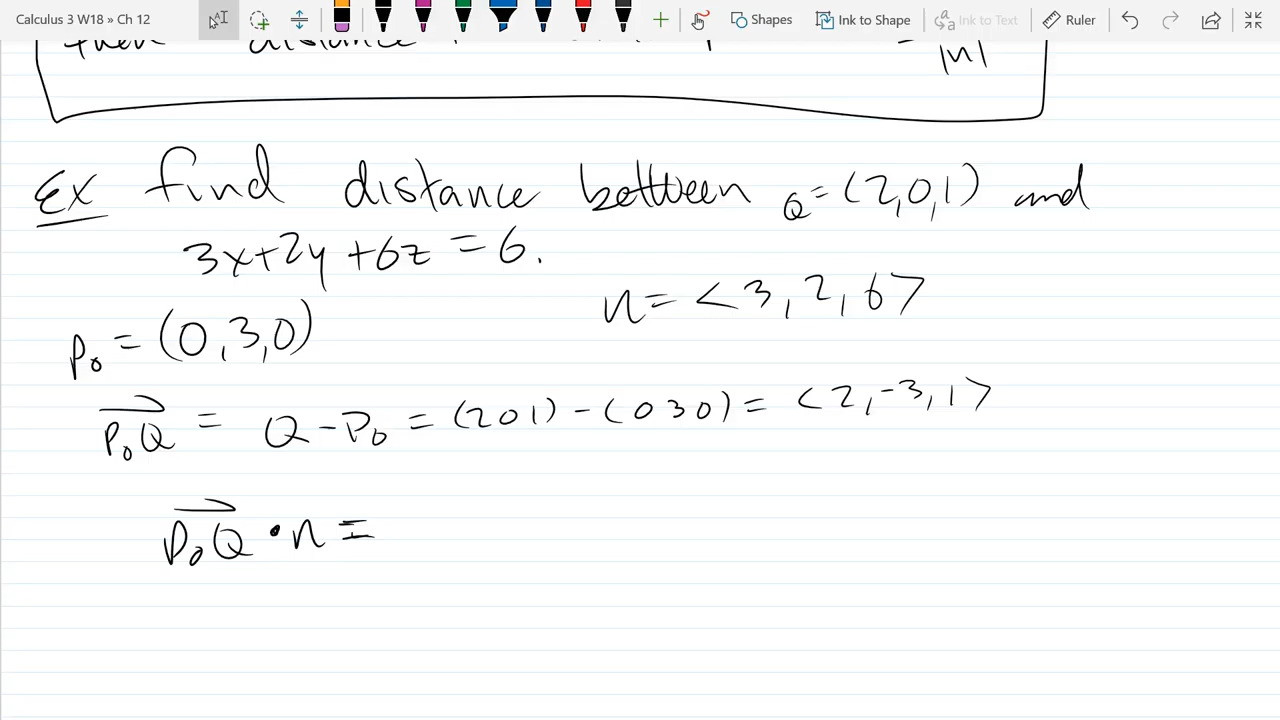 Calculus 3 W18 » Ch 12
Shapes Ink to Shape Ink to Text Ruler
then distance =
|n|
Ex find distance between Q=(2,0,1) and
3x+2y+6z=6.
n=<3,2,6>
P₀=(0,3,0)
P₀Q⃗ = Q-P₀ = (201)-(030)= <2,-3,1>
P₀Q⃗ • n =